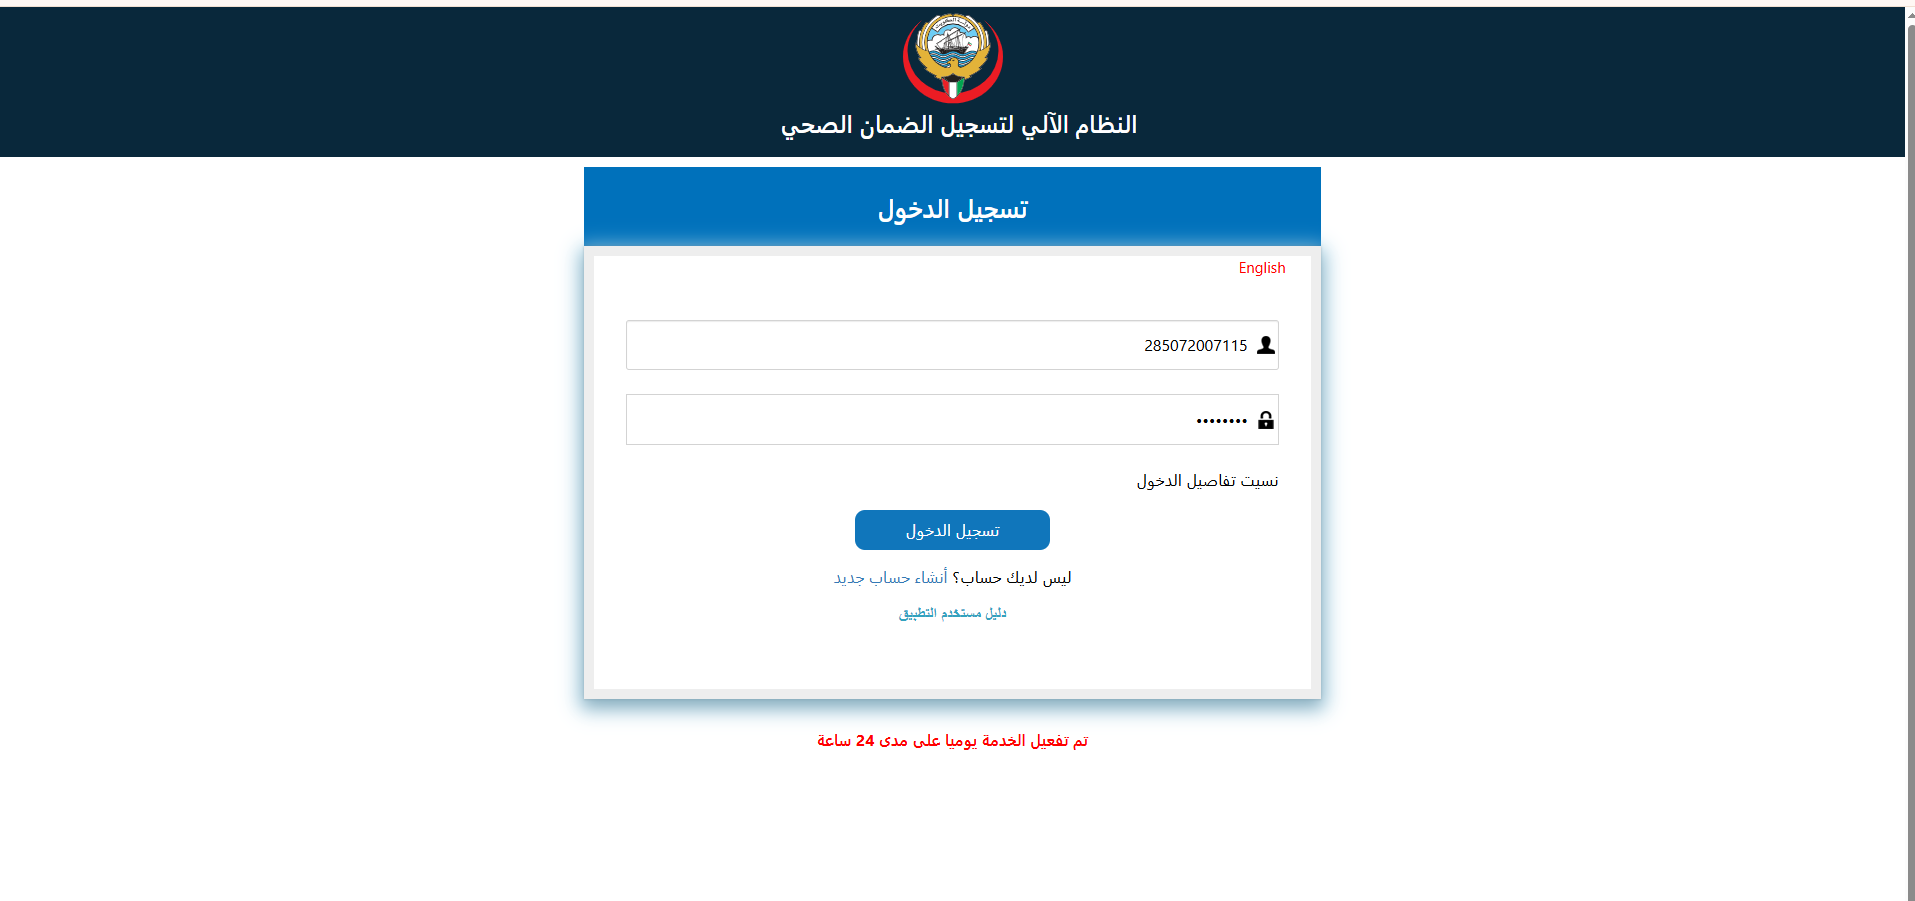 النظام الآلي لتسجيل الضمان الصحي
تسجيل الدخول
English
285072007115
••••••••
نسيت تفاصيل الدخول
تسجيل الدخول
ليس لديك حساب؟ أنشاء حساب جديد
دليل مستخدم التطبيق
تم تفعيل الخدمة يوميا على مدى 24 ساعة